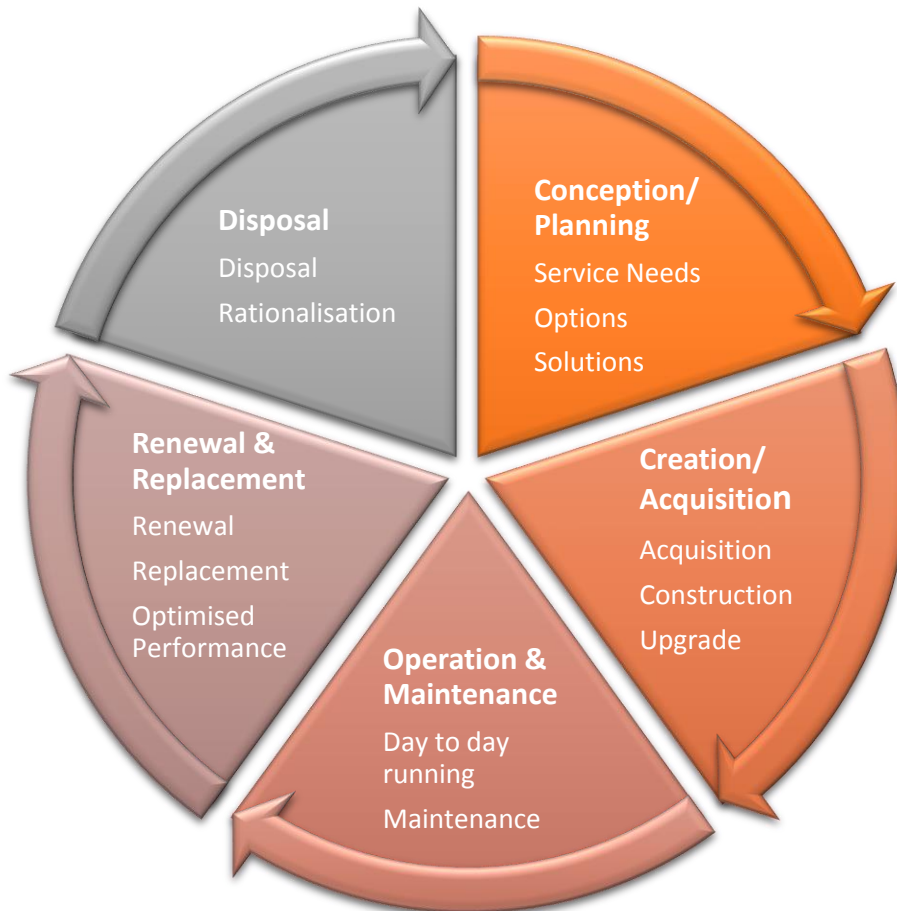 Conception/
Planning
Service Needs
Options
Solutions
Creation/
Acquisition
Acquisition
Construction
Upgrade
Operation &
Maintenance
Day to day
running
Maintenance
Renewal &
Replacement
Renewal
Replacement
Optimised
Performance
Disposal
Disposal
Rationalisation